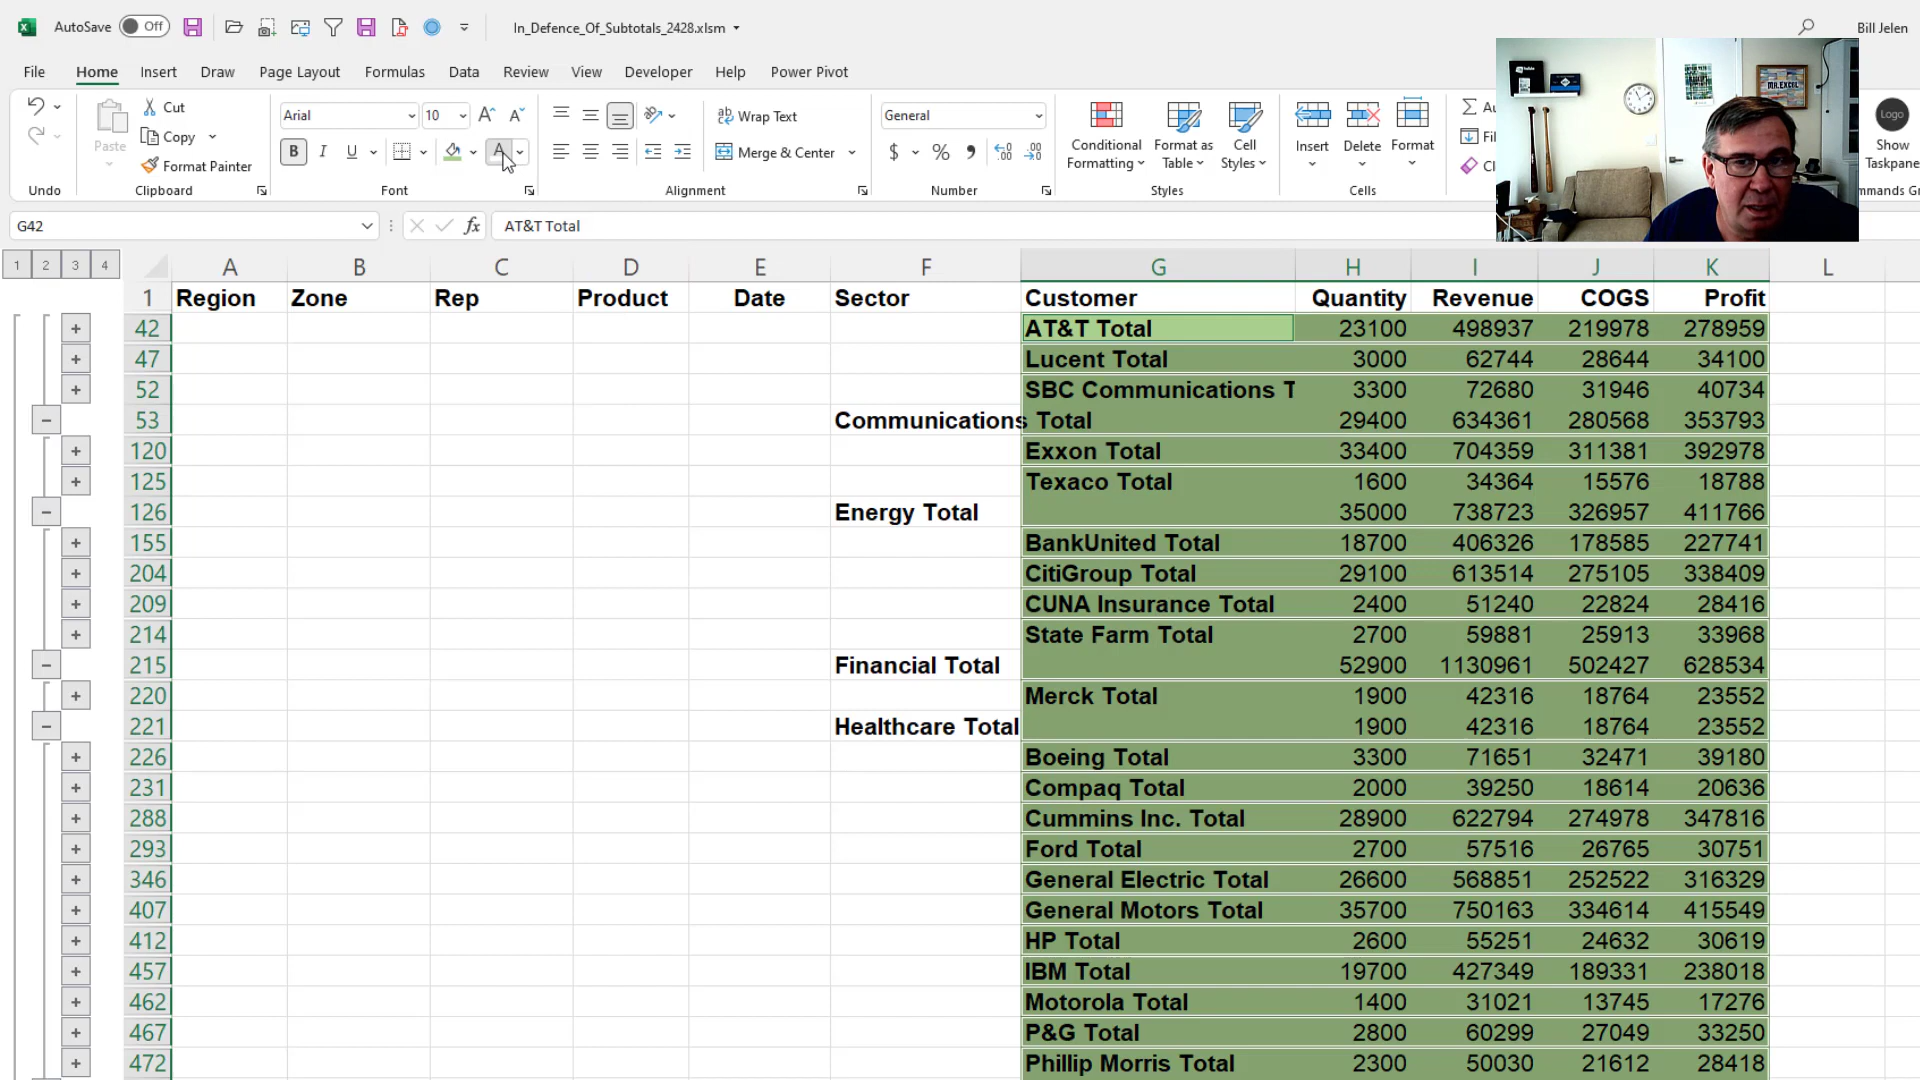 AutoSave Off In_Defence_Of_Subtotals_2428.xlsm Bill Jelen
File Home Insert Draw Page Layout Formulas Data Review View Developer Help Power Pivot
Paste Cut Copy Format Painter
Arial 10
Wrap Text
Merge & Center
General
Conditional Formatting Format as Table Cell Styles
Insert Delete Format
Logo
Show
Taskpane
Undo Clipboard Font Alignment Number Styles Cells
MR.EXCEL
G42 fx AT&T Total
1 2 3 4 A B C D E F G H I J K L
1 Region Zone Rep Product Date Sector Customer Quantity Revenue COGS Profit
42 AT&T Total 23100 498937 219978 278959
47 Lucent Total 3000 62744 28644 34100
52 SBC Communications T 3300 72680 31946 40734
53 Communications Total 29400 634361 280568 353793
120 Exxon Total 33400 704359 311381 392978
125 Texaco Total 1600 34364 15576 18788
126 Energy Total 35000 738723 326957 411766
155 BankUnited Total 18700 406326 178585 227741
204 CitiGroup Total 29100 613514 275105 338409
209 CUNA Insurance Total 2400 51240 22824 28416
214 State Farm Total 2700 59881 25913 33968
215 Financial Total 52900 1130961 502427 628534
220 Merck Total 1900 42316 18764 23552
221 Healthcare Total 1900 42316 18764 23552
226 Boeing Total 3300 71651 32471 39180
231 Compaq Total 2000 39250 18614 20636
288 Cummins Inc. Total 28900 622794 274978 347816
293 Ford Total 2700 57516 26765 30751
346 General Electric Total 26600 568851 252522 316329
407 General Motors Total 35700 750163 334614 415549
412 HP Total 2600 55251 24632 30619
457 IBM Total 19700 427349 189331 238018
462 Motorola Total 1400 31021 13745 17276
467 P&G Total 2800 60299 27049 33250
472 Phillip Morris Total 2300 50030 21612 28418